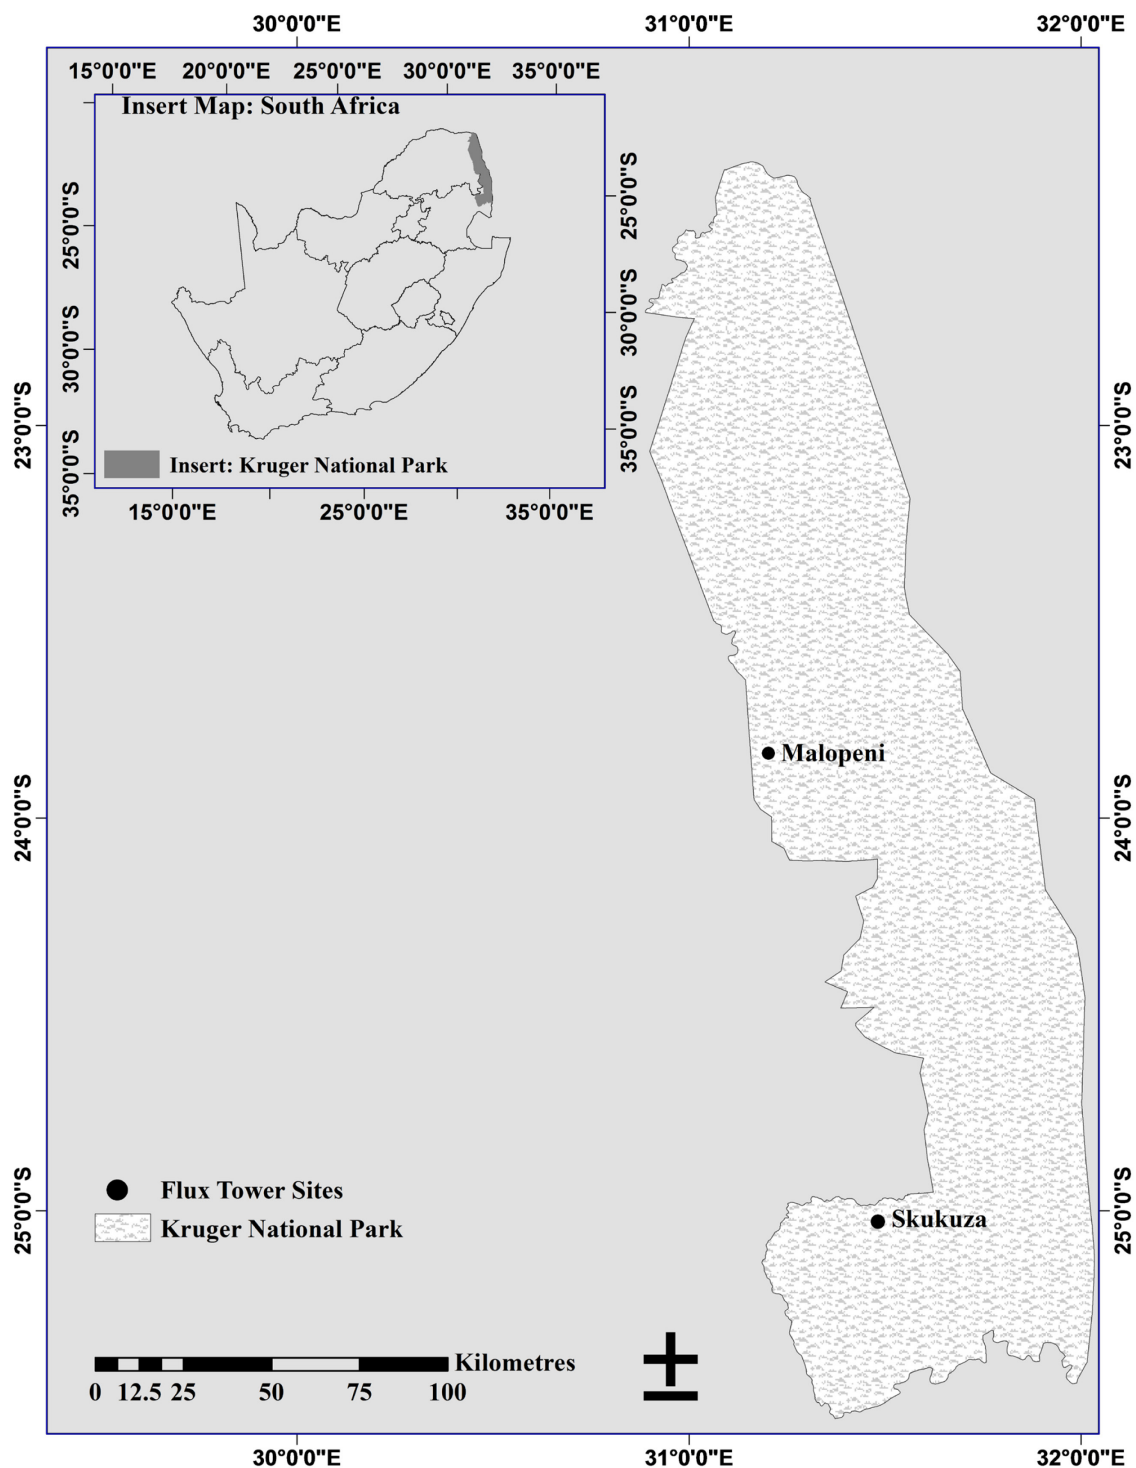 30°0'0"E 31°0'0"E 32°0'0"E
15°0'0"E 20°0'0"E 25°0'0"E 30°0'0"E 35°0'0"E
Insert Map: South Africa
25°0'0"S
30°0'0"S
35°0'0"S
25°0'0"S
30°0'0"S
35°0'0"S
Insert: Kruger National Park
15°0'0"E 25°0'0"E 35°0'0"E
23°0'0"S
23°0'0"S
Malopeni
24°0'0"S
24°0'0"S
Flux Tower Sites
Kruger National Park
25°0'0"S
25°0'0"S
Skukuza
Kilometres
0 12.5 25 50 75 100
30°0'0"E 31°0'0"E 32°0'0"E